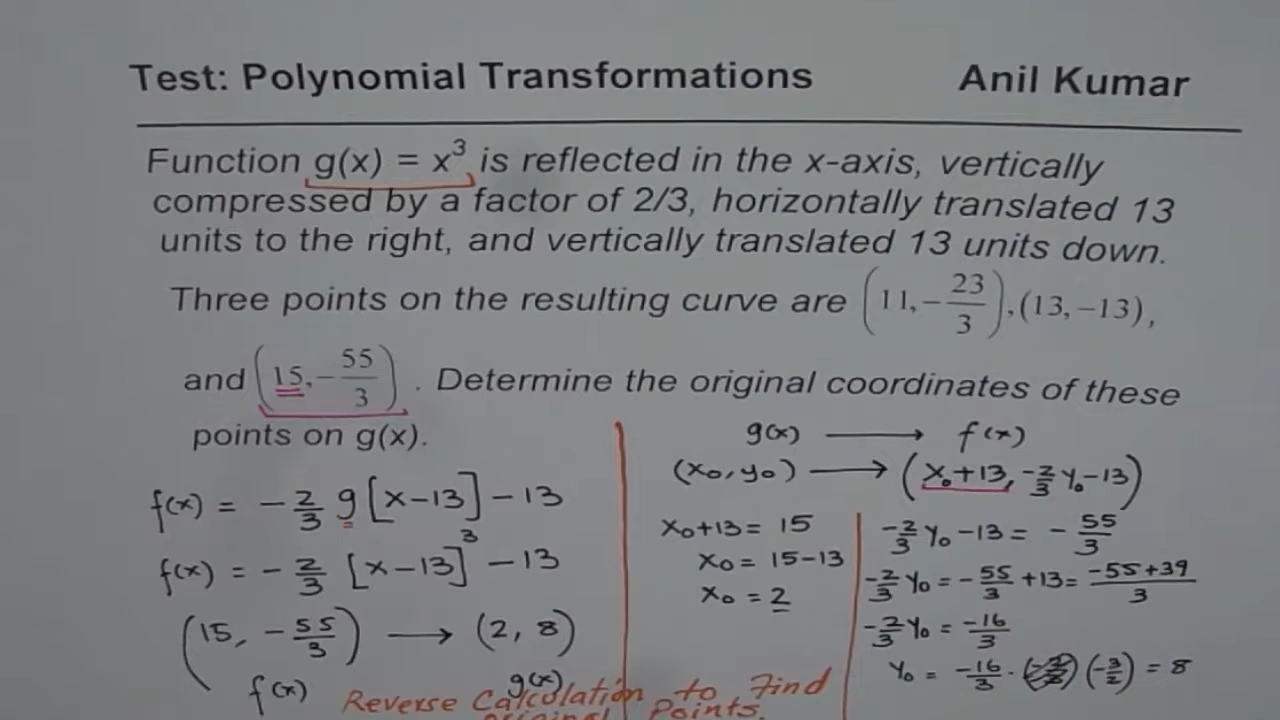 Test: Polynomial Transformations Anil Kumar
Function g(x) = x³ is reflected in the x-axis, vertically
compressed by a factor of 2/3, horizontally translated 13
units to the right, and vertically translated 13 units down.
Three points on the resulting curve are (11, -23/3), (13, -13),
and (15, -55/3). Determine the original coordinates of these
points on g(x).
f(x) = -2/3 g[x-13] - 13
f(x) = -2/3 [x-13]³ - 13
(15, -55/3) → (2, 8)
f(x) g(x)
g(x) → f(x)
(x₀, y₀) → (x₀+13, -2/3 y₀-13)
x₀+13 = 15
x₀ = 15-13
x₀ = 2
-2/3 y₀ - 13 = -55/3
-2/3 y₀ = -55/3 + 13 = (-55+39)/3
-2/3 y₀ = -16/3
y₀ = -16/3 · (-3/2) = 8
Reverse Calculation to Find
Original Points.